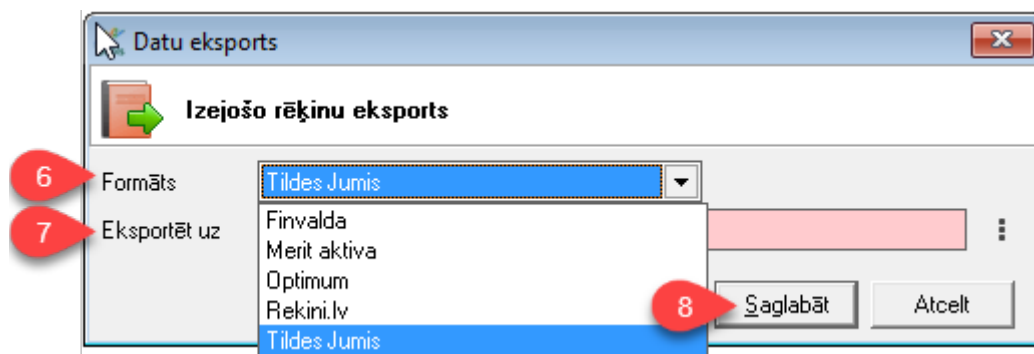 Datu eksports
Izejošo rēķinu eksports
6 Formāts Tildes Jumis
Finvalda
7 Eksportēt uz
Merit aktiva
Optimum
Rekini.lv
8 Saglabāt Atcelt
Tildes Jumis